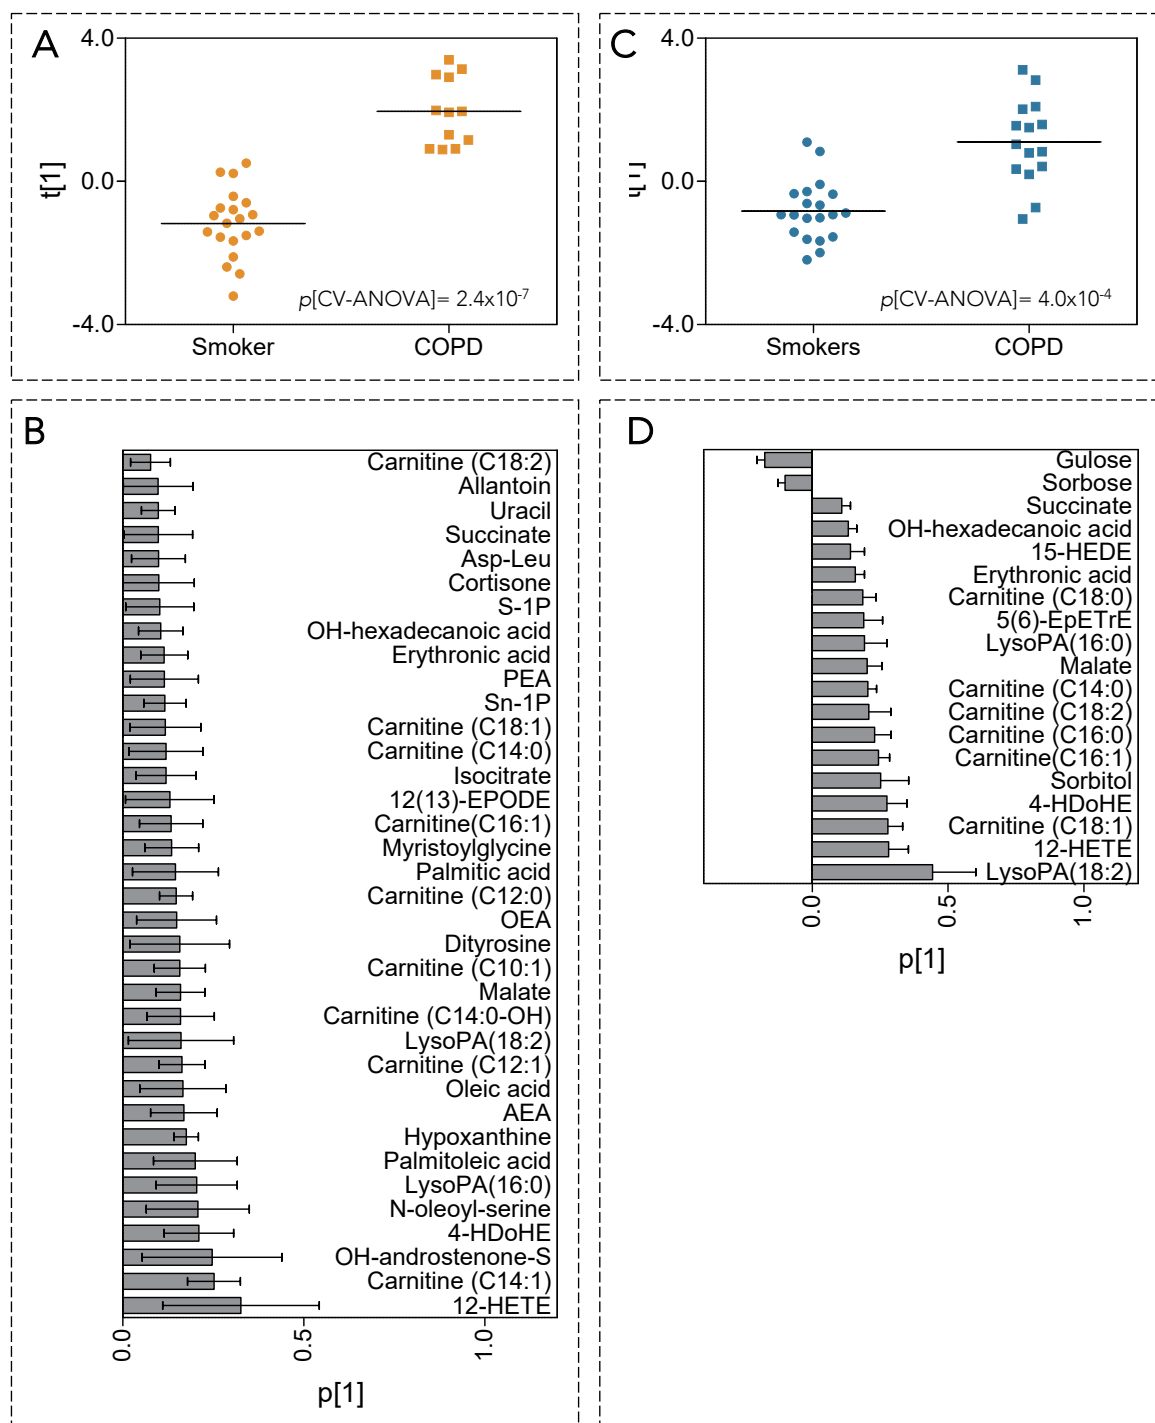 A
4.0
t[1]
0.0
-4.0
p[CV-ANOVA]= 2.4x10-7
Smoker
COPD
C
4.0
0.0
-4.0
p[CV-ANOVA]= 4.0x10-4
Smokers
COPD
B
Carnitine (C18:2)
Allantoin
Uracil
Succinate
Asp-Leu
Cortisone
S-1P
OH-hexadecanoic acid
Erythronic acid
PEA
Sn-1P
Carnitine (C18:1)
Carnitine (C14:0)
Isocitrate
12(13)-EPODE
Carnitine(C16:1)
Myristoylglycine
Palmitic acid
Carnitine (C12:0)
OEA
Dityrosine
Carnitine (C10:1)
Malate
Carnitine (C14:0-OH)
LysoPA(18:2)
Carnitine (C12:1)
Oleic acid
AEA
Hypoxanthine
Palmitoleic acid
LysoPA(16:0)
N-oleoyl-serine
4-HDoHE
OH-androstenone-S
Carnitine (C14:1)
12-HETE
0.0
0.5
1.0
p[1]
D
Gulose
Sorbose
Succinate
OH-hexadecanoic acid
15-HEDE
Erythronic acid
Carnitine (C18:0)
5(6)-EpETrE
LysoPA(16:0)
Malate
Carnitine (C14:0)
Carnitine (C18:2)
Carnitine (C16:0)
Carnitine(C16:1)
Sorbitol
4-HDoHE
Carnitine (C18:1)
12-HETE
LysoPA(18:2)
0.0
0.5
1.0
p[1]